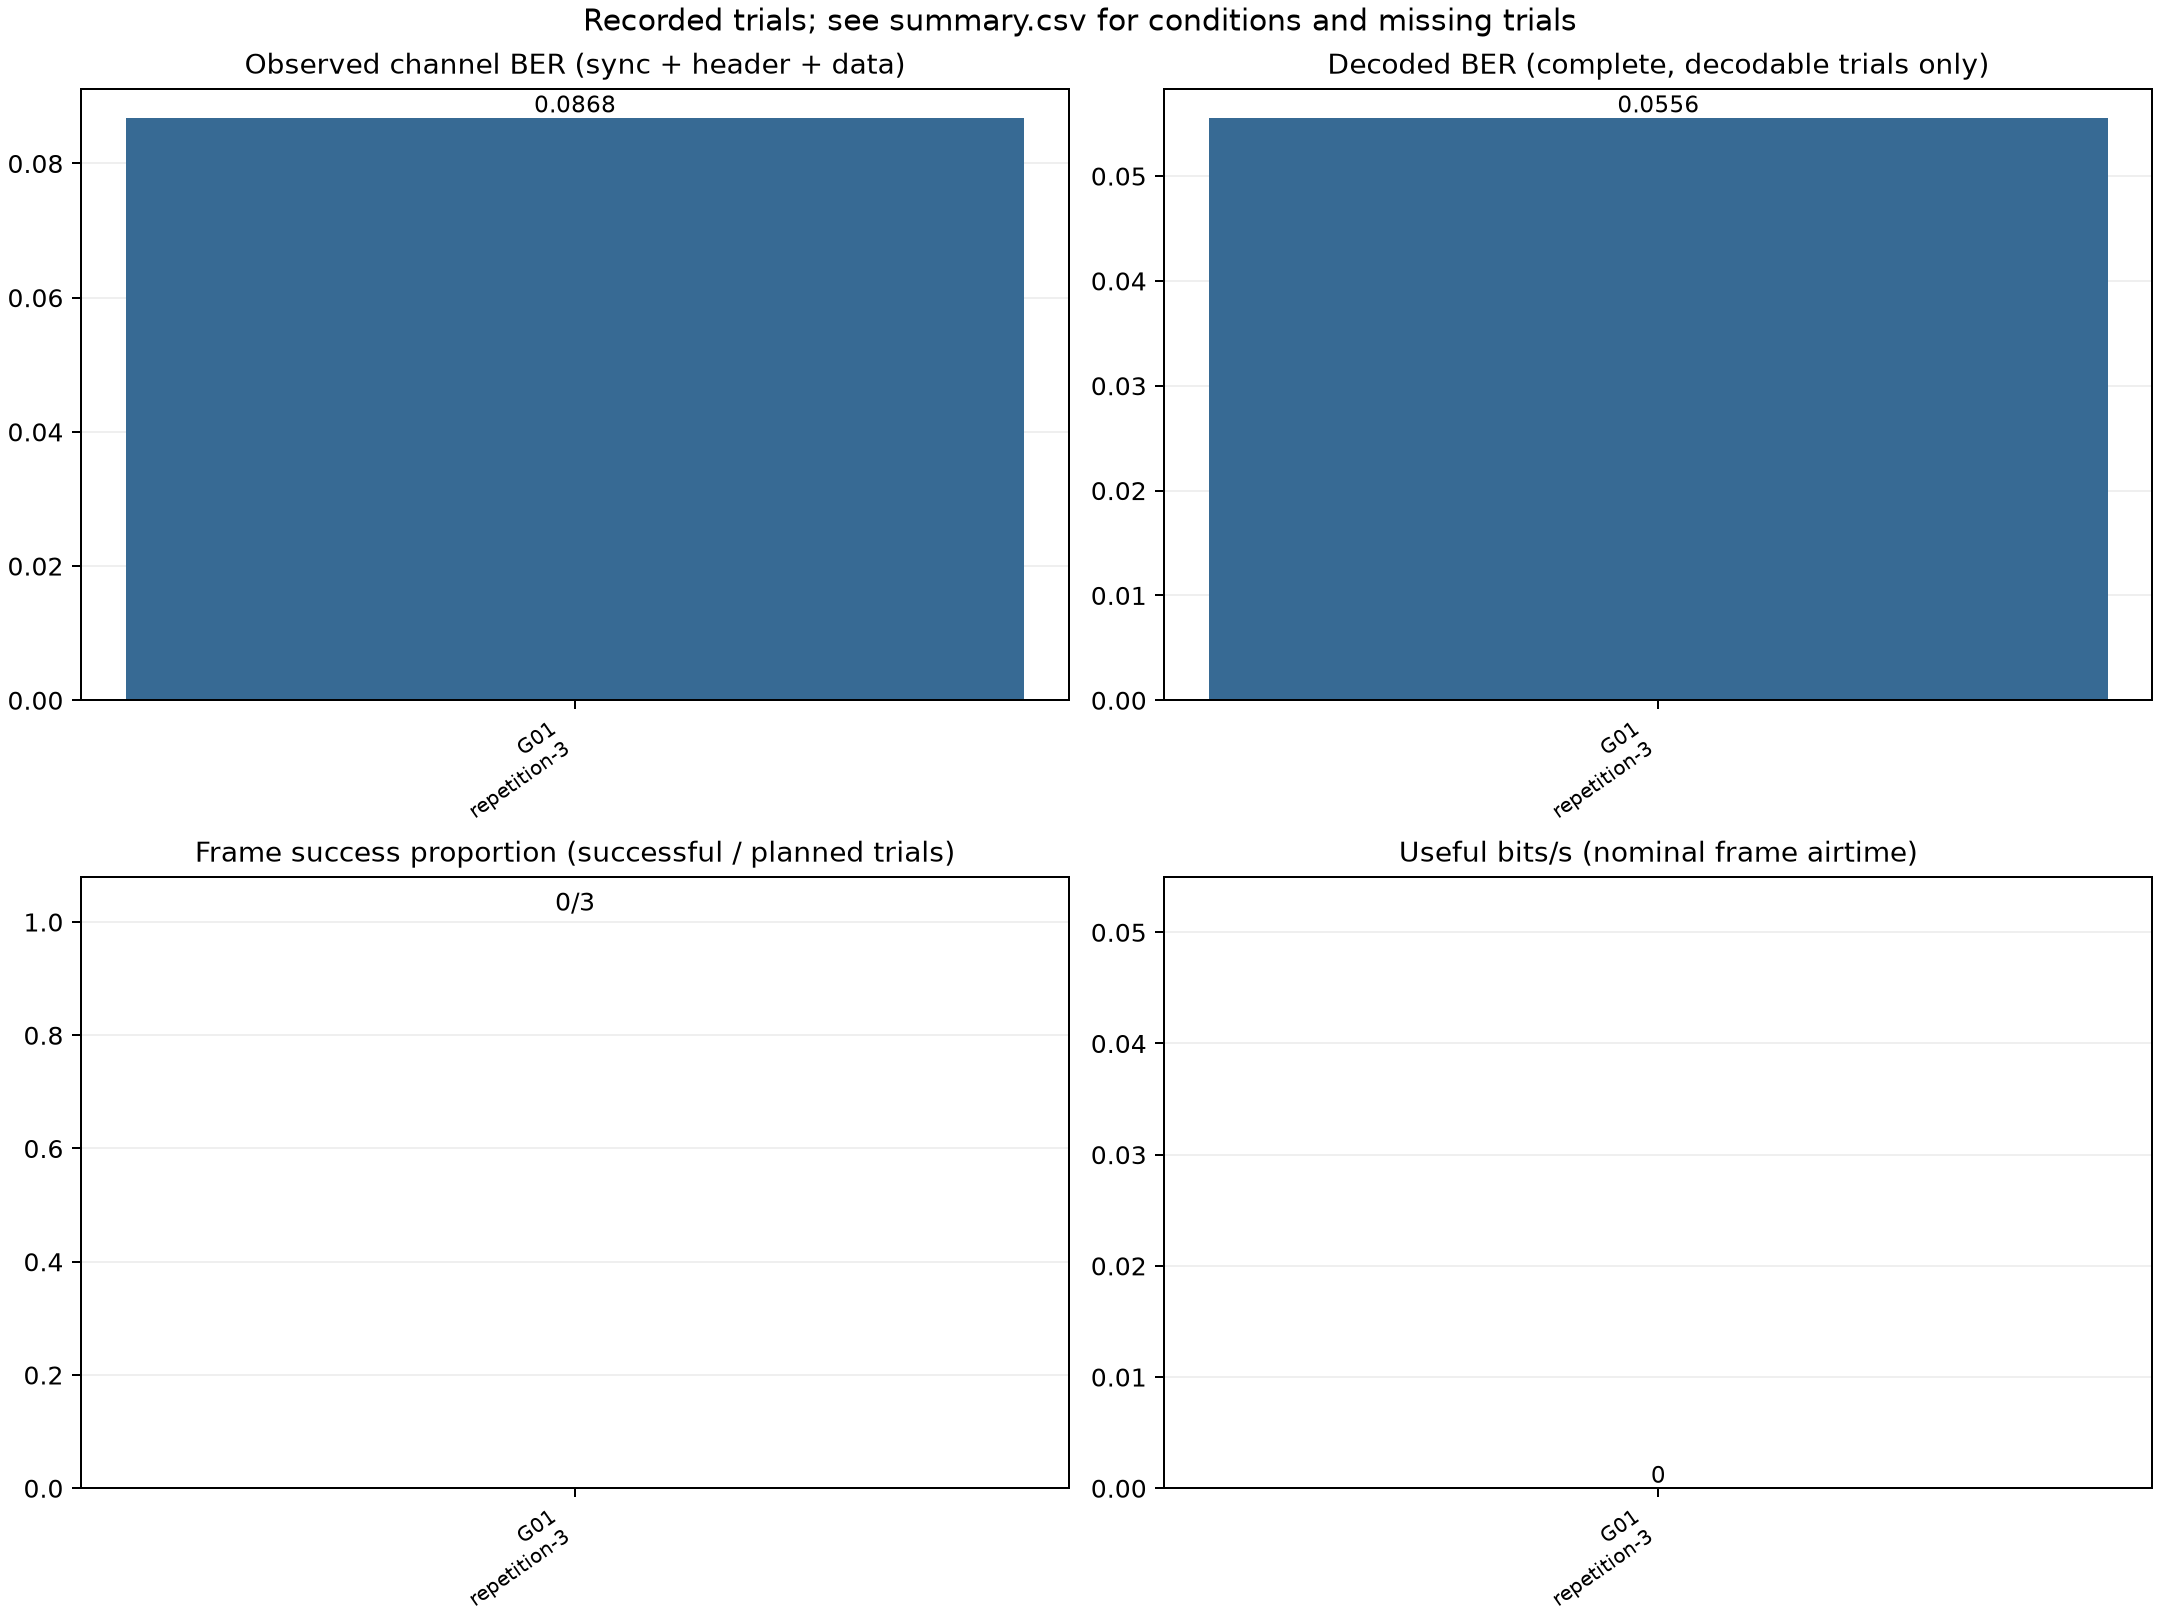 Recorded trials; see summary.csv for conditions and missing trials
Observed channel BER (sync + header + data)
0.0868
0.08
0.06
0.04
0.02
0.00
G01
repetition-3
Decoded BER (complete, decodable trials only)
0.0556
0.05
0.04
0.03
0.02
0.01
0.00
G01
repetition-3
Frame success proportion (successful / planned trials)
0/3
1.0
0.8
0.6
0.4
0.2
0.0
G01
repetition-3
Useful bits/s (nominal frame airtime)
0.05
0.04
0.03
0.02
0.01
0
0.00
G01
repetition-3